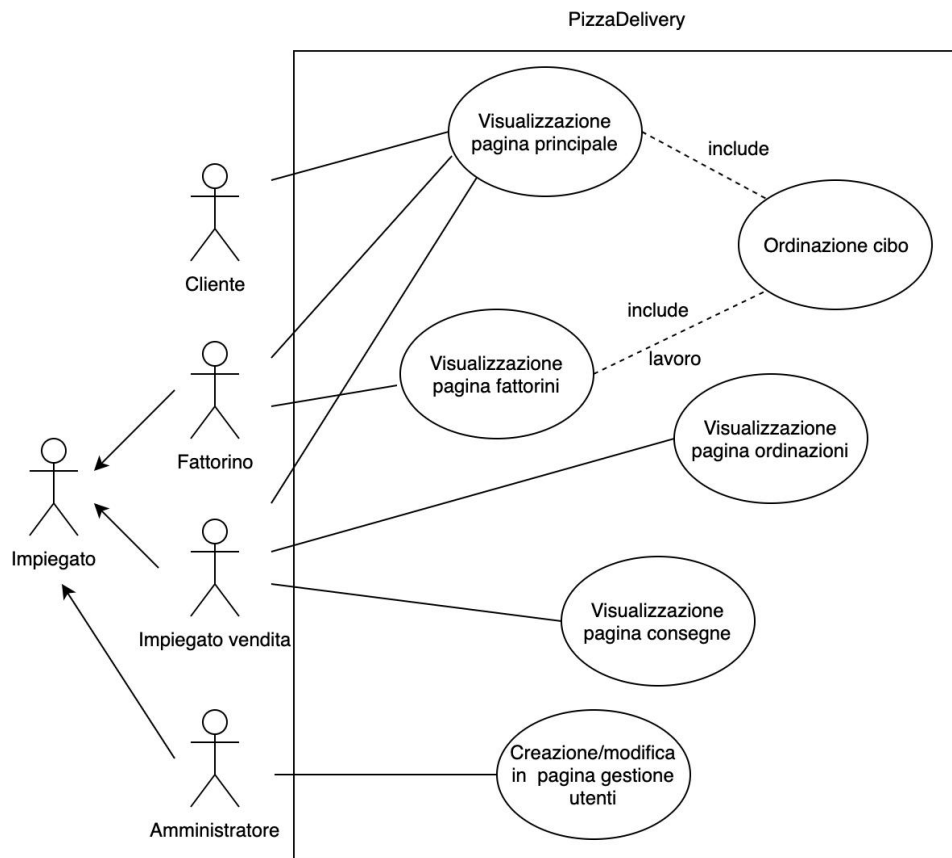 PizzaDelivery
Visualizzazione
pagina principale
include
Ordinazione cibo
Cliente
include
lavoro
Visualizzazione
pagina fattorini
Visualizzazione
pagina ordinazioni
Fattorino
Impiegato
Visualizzazione
pagina consegne
Impiegato vendita
Creazione/modifica
in pagina gestione
utenti
Amministratore